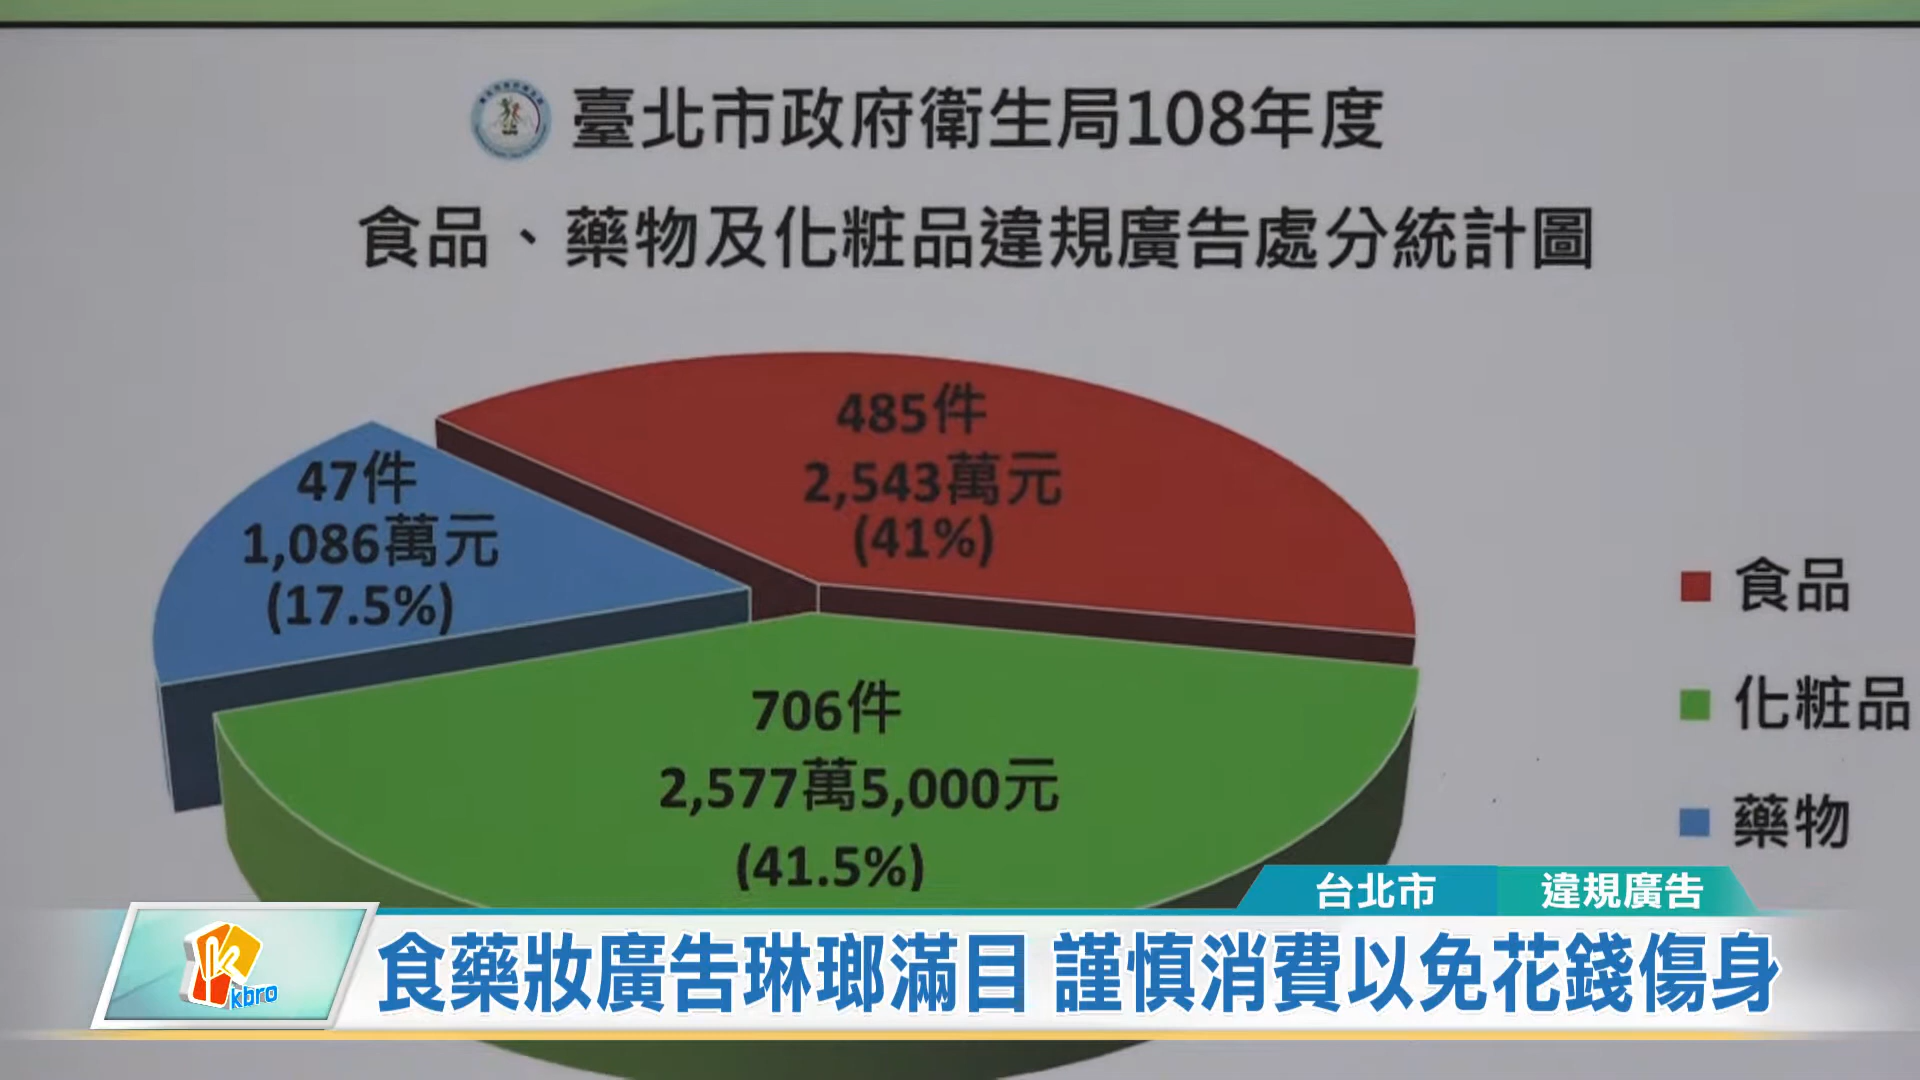 臺北市政府衛生局108年度
食品、藥物及化粧品違規廣告處分統計圖
485件
2,543萬元
(41%)
47件
1,086萬元
(17.5%)
706件
2,577萬5,000元
(41.5%)
食品
化粧品
藥物
台北市 違規廣告
kbro
食藥妝廣告琳瑯滿目 謹慎消費以免花錢傷身